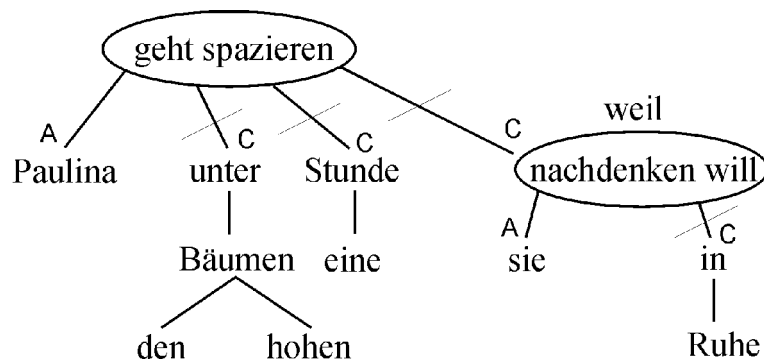 geht spazieren
weil
A C C C
Paulina unter Stunde nachdenken will
A C
Bäumen eine sie in
den hohen Ruhe